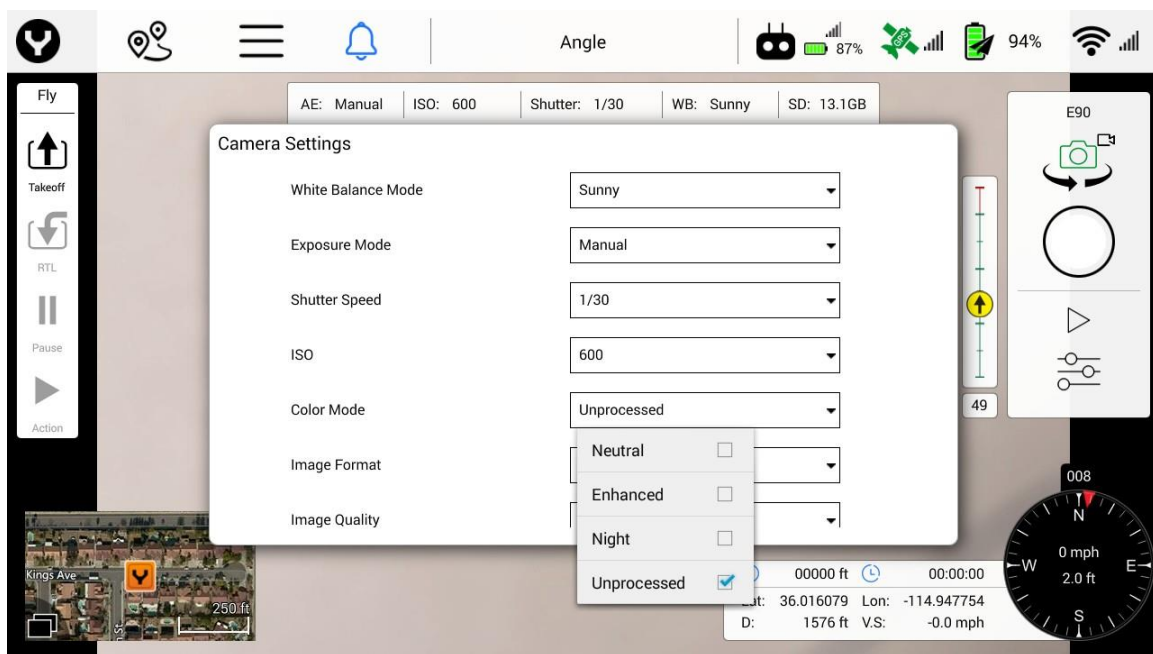 Angle
87%
GPS
94%
Fly
AE: Manual ISO: 600 Shutter: 1/30 WB: Sunny SD: 13.1GB
E90
Camera Settings
Takeoff
White Balance Mode Sunny
RTL
Exposure Mode Manual
Shutter Speed 1/30
Pause
ISO 600
Color Mode Unprocessed
49
Action
Neutral
Image Format
Enhanced
Image Quality
Night
Unprocessed
008
N
W
E
S
0 mph
2.0 ft
Kings Ave
250 ft
St
00000 ft 00:00:00
Lat: 36.016079 Lon: -114.947754
D: 1576 ft V.S: -0.0 mph